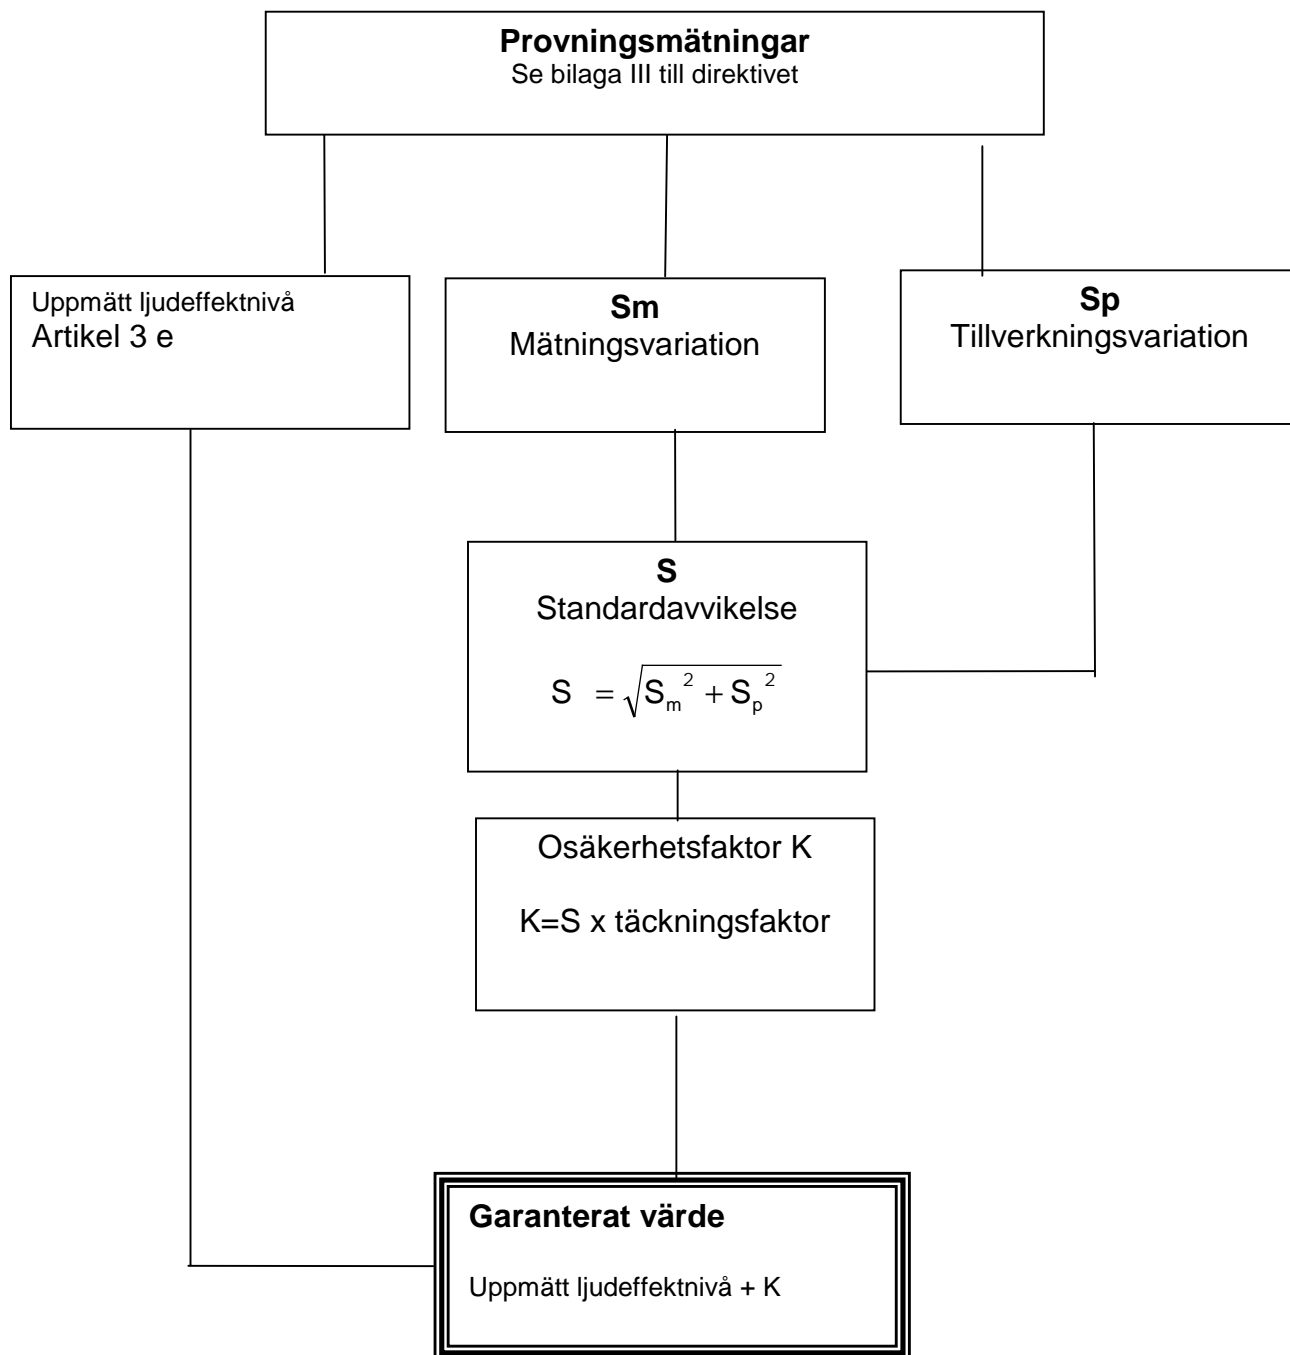 Provningsmätningar
Se bilaga III till direktivet
Uppmätt ljudeffektnivå
Artikel 3 e
Sm
Mätningsvariation
Sp
Tillverkningsvariation
S
Standardavvikelse
S = √(Sm² + Sp²)
Osäkerhetsfaktor K
K=S x täckningsfaktor
Garanterat värde
Uppmätt ljudeffektnivå + K